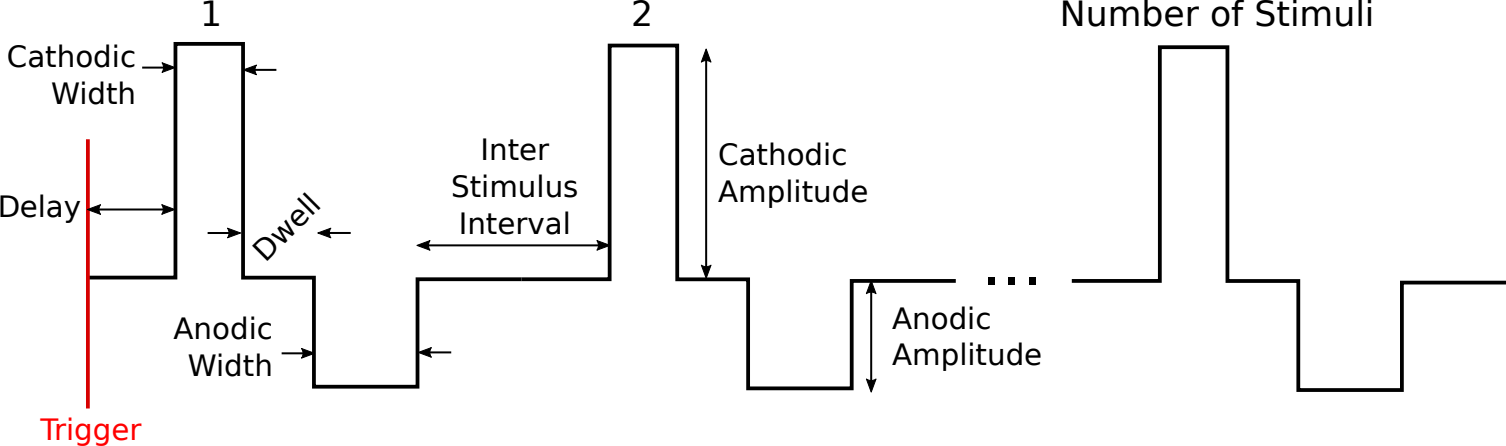 1
2
Number of Stimuli
Cathodic
Width
Inter
Stimulus
Interval
Cathodic
Amplitude
Delay
Dwell
Anodic
Width
Anodic
Amplitude
Trigger